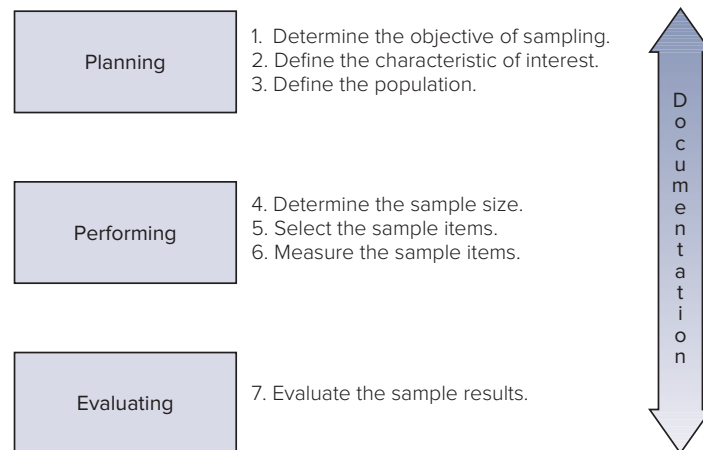 Planning
1. Determine the objective of sampling.
2. Define the characteristic of interest.
3. Define the population.
Performing
4. Determine the sample size.
5. Select the sample items.
6. Measure the sample items.
Evaluating
7. Evaluate the sample results.
Documentation